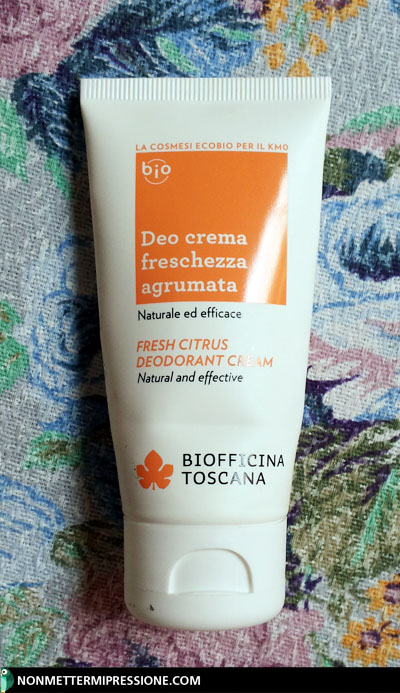 LA COSMESI ECOBIO PER IL KM0
bio
Deo crema
freschezza
agrumata
Naturale ed efficace
FRESH CITRUS
DEODORANT CREAM
Natural and effective
BIOFFICINA
TOSCANA
NONMETTERMIPRESSIONE.COM